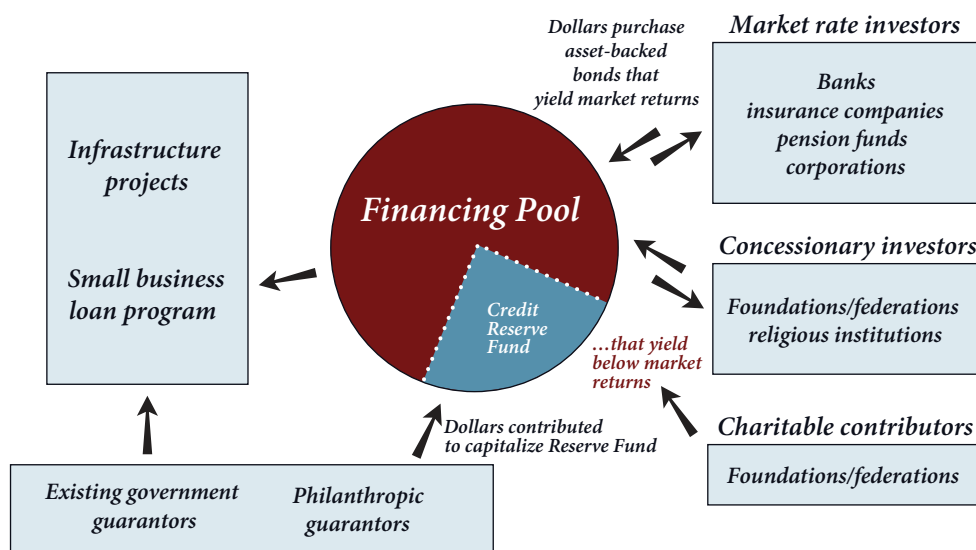 Dollars purchase
asset-backed
bonds that
yield market returns
Market rate investors
Banks
insurance companies
pension funds
corporations
Infrastructure
projects
Small business
loan program
Financing Pool
Credit
Reserve
Fund
Concessionary investors
Foundations/federations
religious institutions
...that yield
below market
returns
Dollars contributed
to capitalize Reserve Fund
Charitable contributors
Foundations/federations
Existing government
guarantors
Philanthropic
guarantors